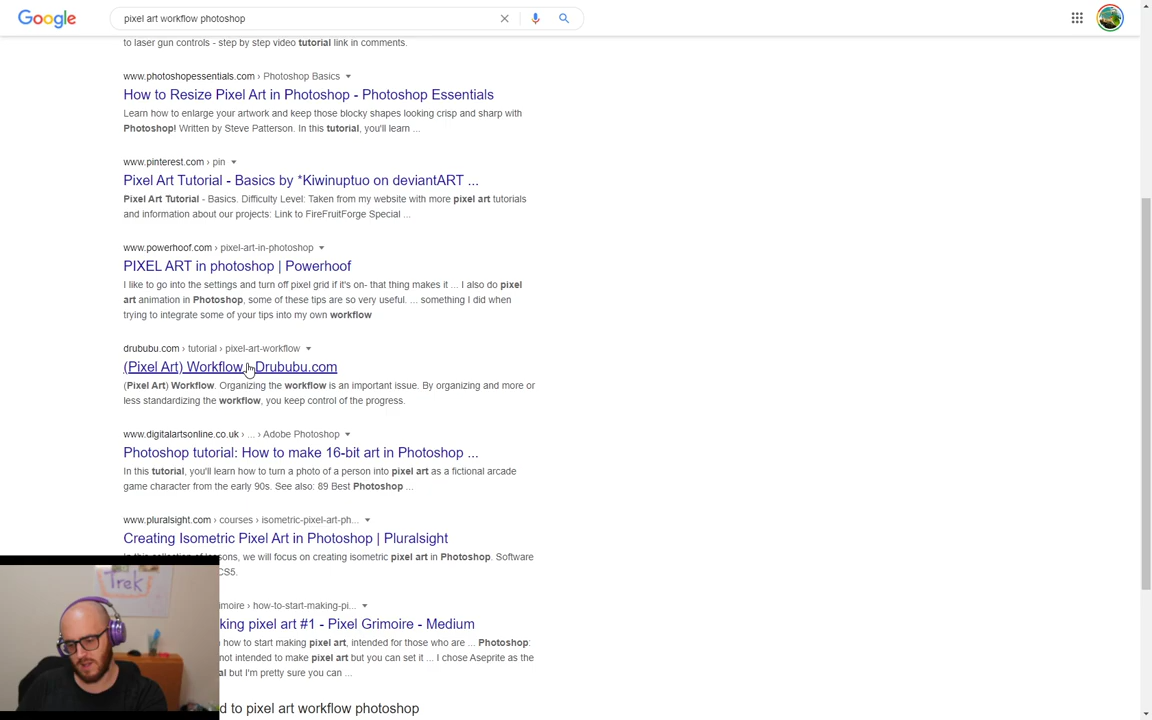 Google
pixel art workflow photoshop
to laser gun controls - step by step video tutorial link in comments.
www.photoshopessentials.com › Photoshop Basics
How to Resize Pixel Art in Photoshop - Photoshop Essentials
Learn how to enlarge your artwork and keep those blocky shapes looking crisp and sharp with
Photoshop! Written by Steve Patterson. In this tutorial, you'll learn ...
www.pinterest.com › pin
Pixel Art Tutorial - Basics by *Kiwinuptuo on deviantART ...
Pixel Art Tutorial - Basics. Difficulty Level: Taken from my website with more pixel art tutorials
and information about our projects: Link to FireFruitForge Special ...
www.powerhoof.com › pixel-art-in-photoshop
PIXEL ART in photoshop | Powerhoof
I like to go into the settings and turn off pixel grid if it's on- that thing makes it ... I also do pixel
art animation in Photoshop, some of these tips are so very useful. ... something I did when
trying to integrate some of your tips into my own workflow
drububu.com › tutorial › pixel-art-workflow
(Pixel Art) Workflow - Drububu.com
(Pixel Art) Workflow. Organizing the workflow is an important issue. By organizing and more or
less standardizing the workflow, you keep control of the progress.
www.digitalartsonline.co.uk › ... › Adobe Photoshop
Photoshop tutorial: How to make 16-bit art in Photoshop ...
In this tutorial, you'll learn how to turn a photo of a person into pixel art as a fictional arcade
game character from the early 90s. See also: 89 Best Photoshop ...
www.pluralsight.com › courses › isometric-pixel-art-ph...
Creating Isometric Pixel Art in Photoshop | Pluralsight
In this collection of lessons, we will focus on creating isometric pixel art in Photoshop. Software
CS5.
imoire › how-to-start-making-pi...
king pixel art #1 - Pixel Grimoire - Medium
how to start making pixel art, intended for those who are ... Photoshop:
not intended to make pixel art but you can set it ... I chose Aseprite as the
al but I'm pretty sure you can ...
d to pixel art workflow photoshop
Trek